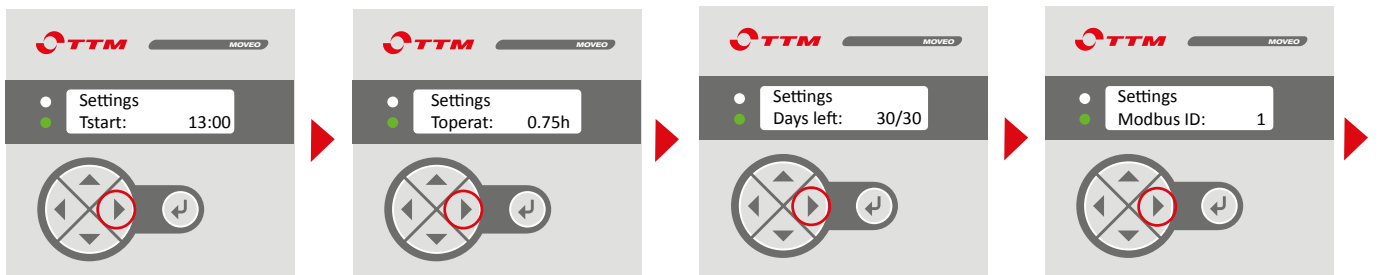 TTM MOVEO
Settings
Tstart: 13:00
TTM MOVEO
Settings
Toperat: 0.75h
TTM MOVEO
Settings
Days left: 30/30
TTM MOVEO
Settings
Modbus ID: 1